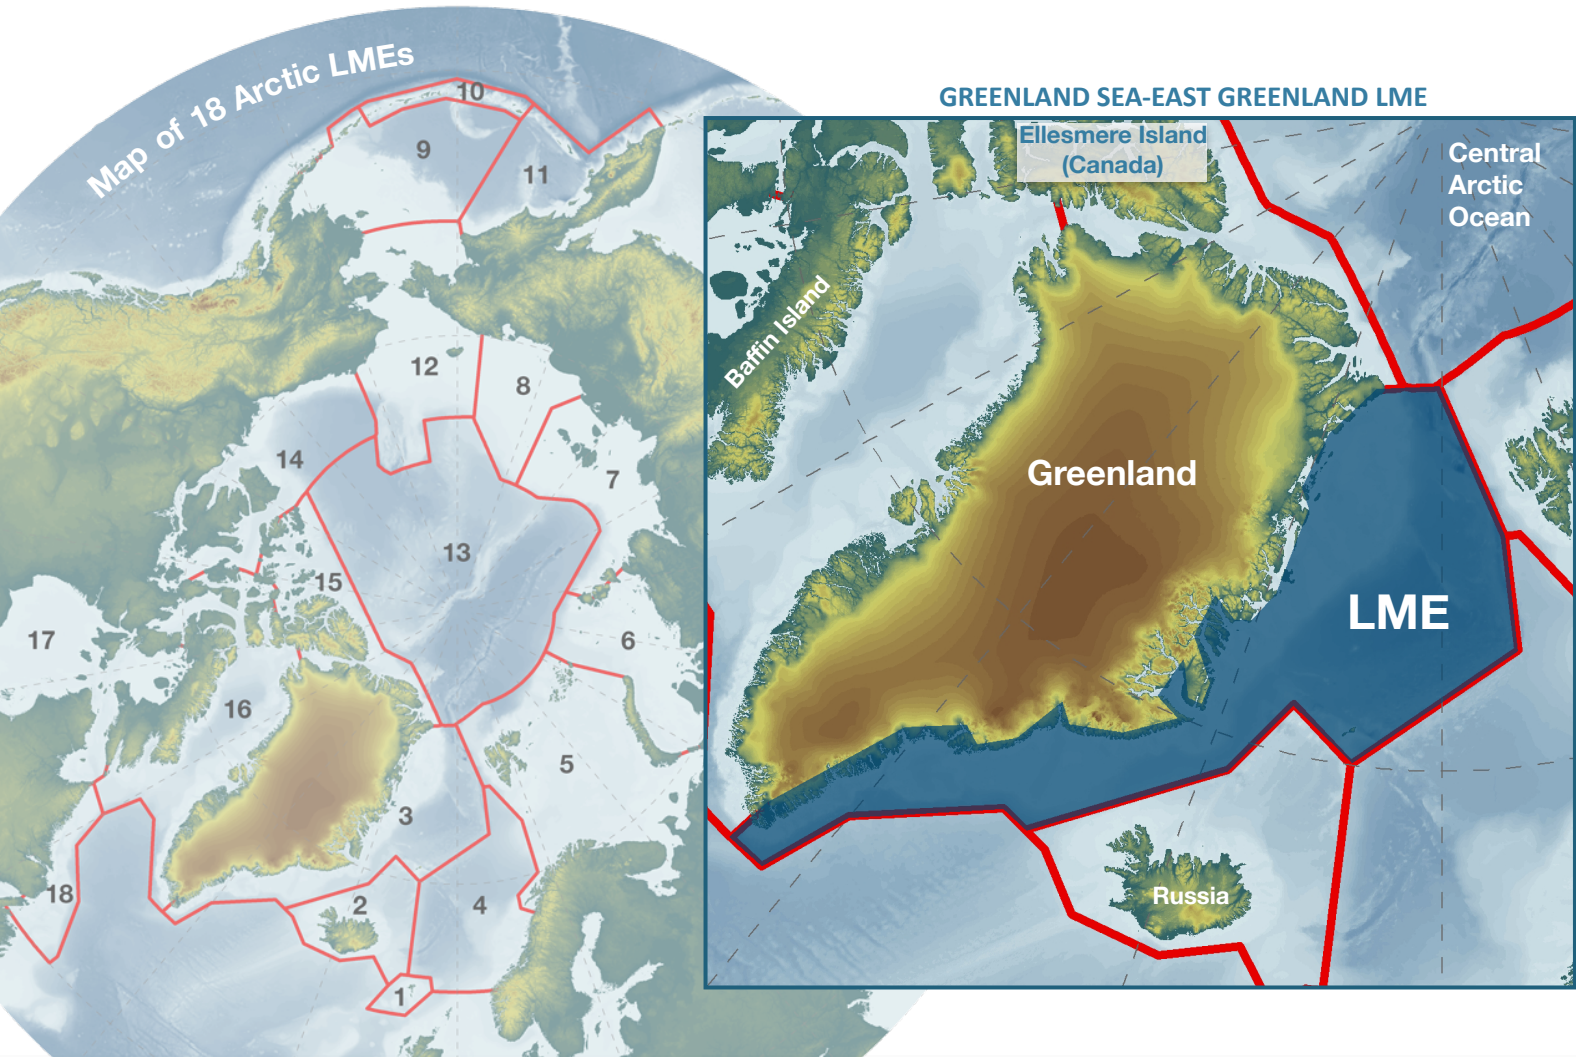 Map of 18 Arctic LMEs
10
9
11
12
8
14
7
13
15
17
6
16
5
3
18
2
4
1
GREENLAND SEA-EAST GREENLAND LME
Ellesmere Island
(Canada)
Central
Arctic
Ocean
Baffin Island
Greenland
LME
Russia